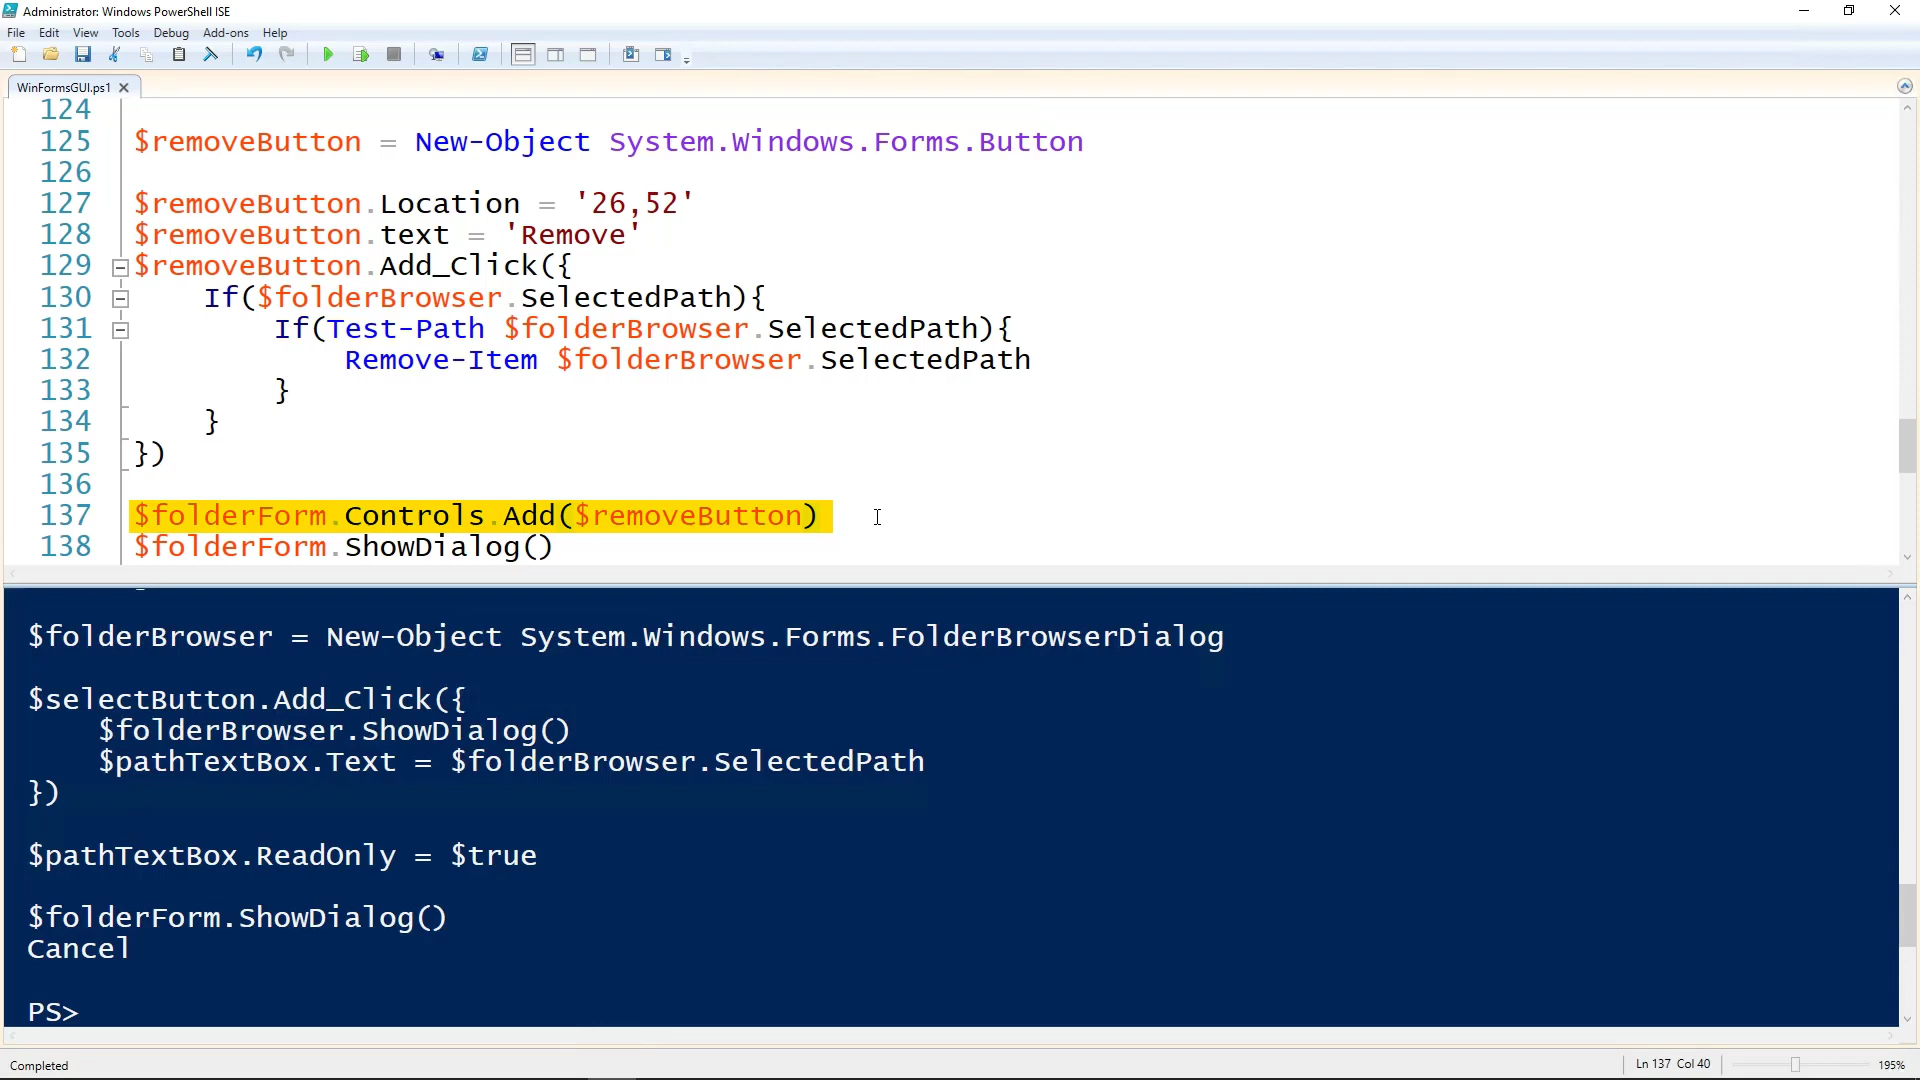 Administrator: Windows PowerShell ISE
File Edit View Tools Debug Add-ons Help
WinFormsGUI.ps1
124
125 $removeButton = New-Object System.Windows.Forms.Button
126
127 $removeButton.Location = '26,52'
128 $removeButton.text = 'Remove'
129 $removeButton.Add_Click({
130 If($folderBrowser.SelectedPath){
131 If(Test-Path $folderBrowser.SelectedPath){
132 Remove-Item $folderBrowser.SelectedPath
133 }
134 }
135 })
136
137 $folderForm.Controls.Add($removeButton)
138 $folderForm.ShowDialog()
$folderBrowser = New-Object System.Windows.Forms.FolderBrowserDialog
$selectButton.Add_Click({
$folderBrowser.ShowDialog()
$pathTextBox.Text = $folderBrowser.SelectedPath
})
$pathTextBox.ReadOnly = $true
$folderForm.ShowDialog()
Cancel
PS>
Completed Ln 137 Col 40 195%